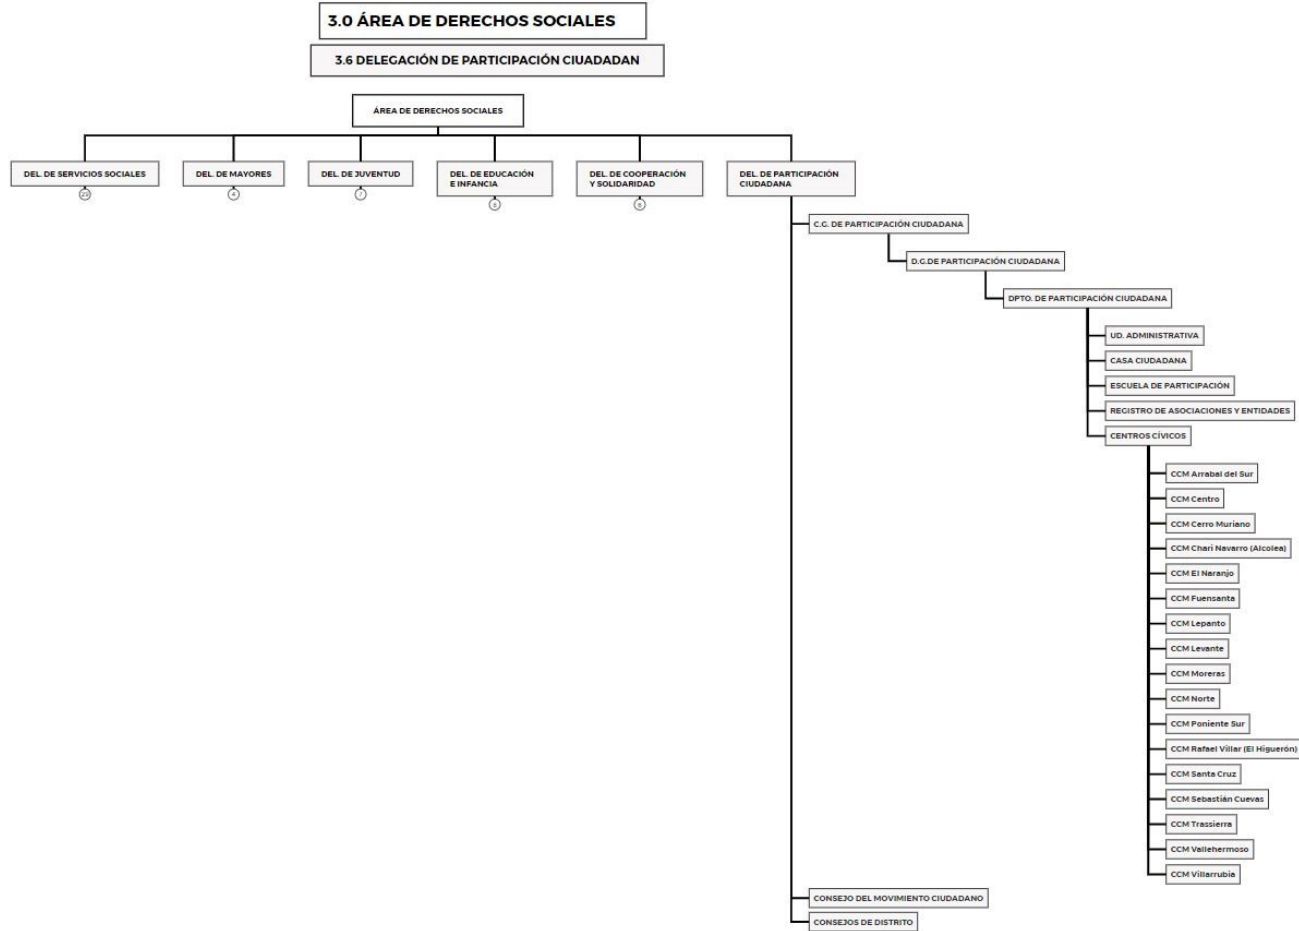 3.0 ÁREA DE DERECHOS SOCIALES
3.6 DELEGACIÓN DE PARTICIPACIÓN CIUADADAN
ÁREA DE DERECHOS SOCIALES
DEL. DE SERVICIOS SOCIALES
DEL. DE MAYORES
DEL. DE JUVENTUD
DEL. DE EDUCACIÓN
E INFANCIA
DEL. DE COOPERACIÓN
Y SOLIDARIDAD
DEL. DE PARTICIPACIÓN
CIUDADANA
4
7
C.G. DE PARTICIPACIÓN CIUDADANA
D.G.DE PARTICIPACIÓN CIUDADANA
DPTO. DE PARTICIPACIÓN CIUDADANA
UD. ADMINISTRATIVA
CASA CIUDADANA
ESCUELA DE PARTICIPACIÓN
REGISTRO DE ASOCIACIONES Y ENTIDADES
CENTROS CÍVICOS
CCM Arrabal del Sur
CCM Centro
CCM Cerro Muriano
CCM Chari Navarro (Alcolea)
CCM El Naranjo
CCM Fuensanta
CCM Lepanto
CCM Levante
CCM Moreras
CCM Norte
CCM Poniente Sur
CCM Rafael Villar (El Higuerón)
CCM Santa Cruz
CCM Sebastián Cuevas
CCM Trassierra
CCM Vallehermoso
CCM Villarrubia
CONSEJO DEL MOVIMIENTO CIUDADANO
CONSEJOS DE DISTRITO